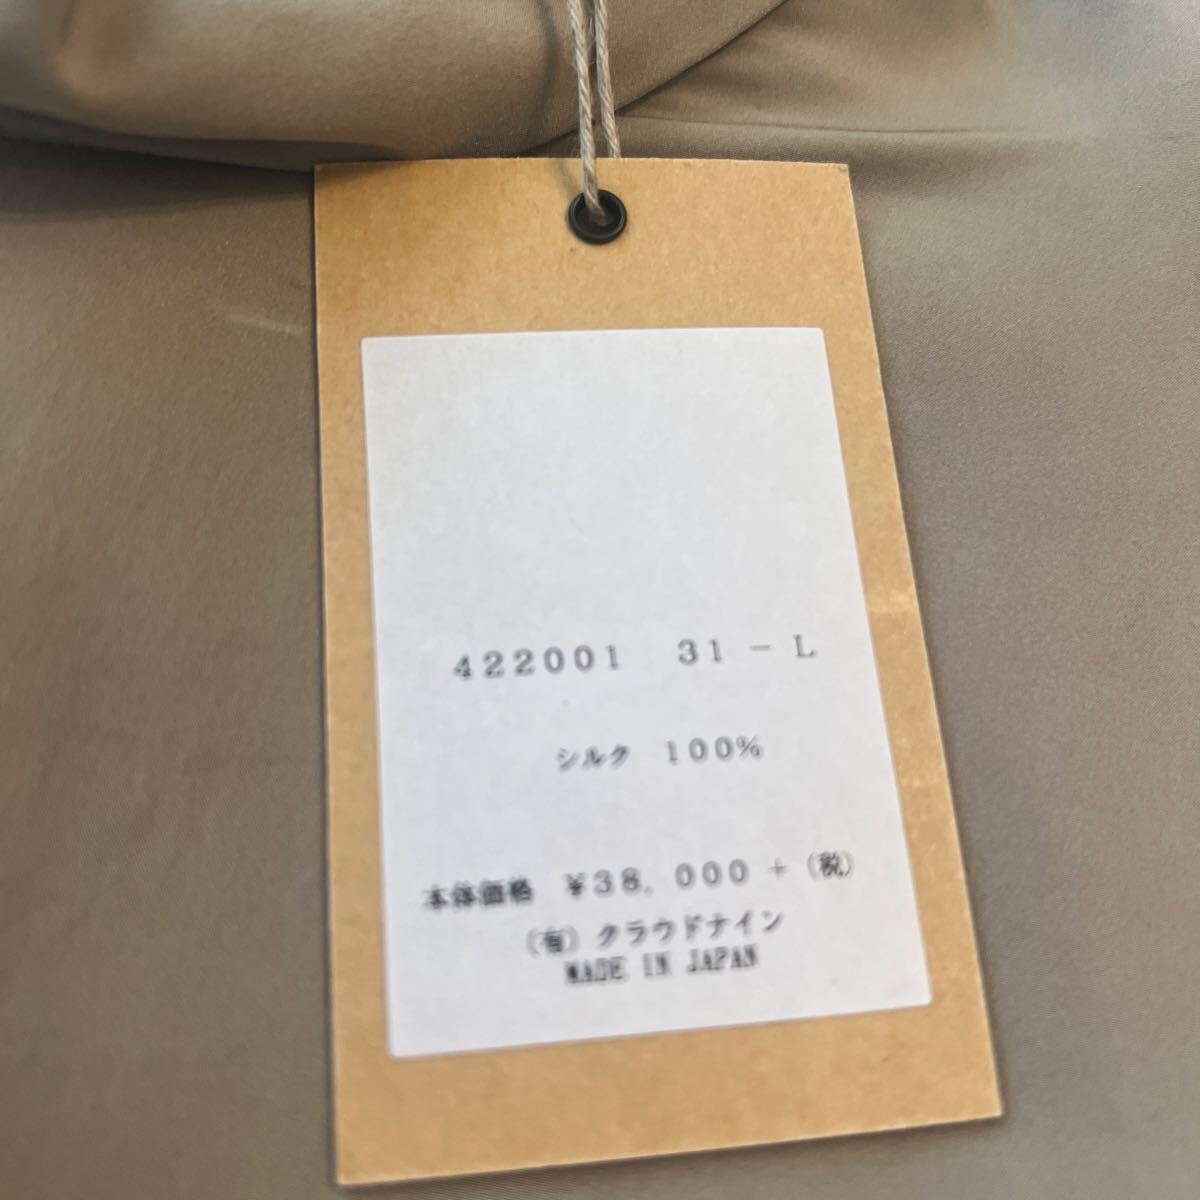 422001 31-L
シルク 100%
本体価格 ¥38,000+(税)
(有)クラウドナイン
MADE IN JAPAN